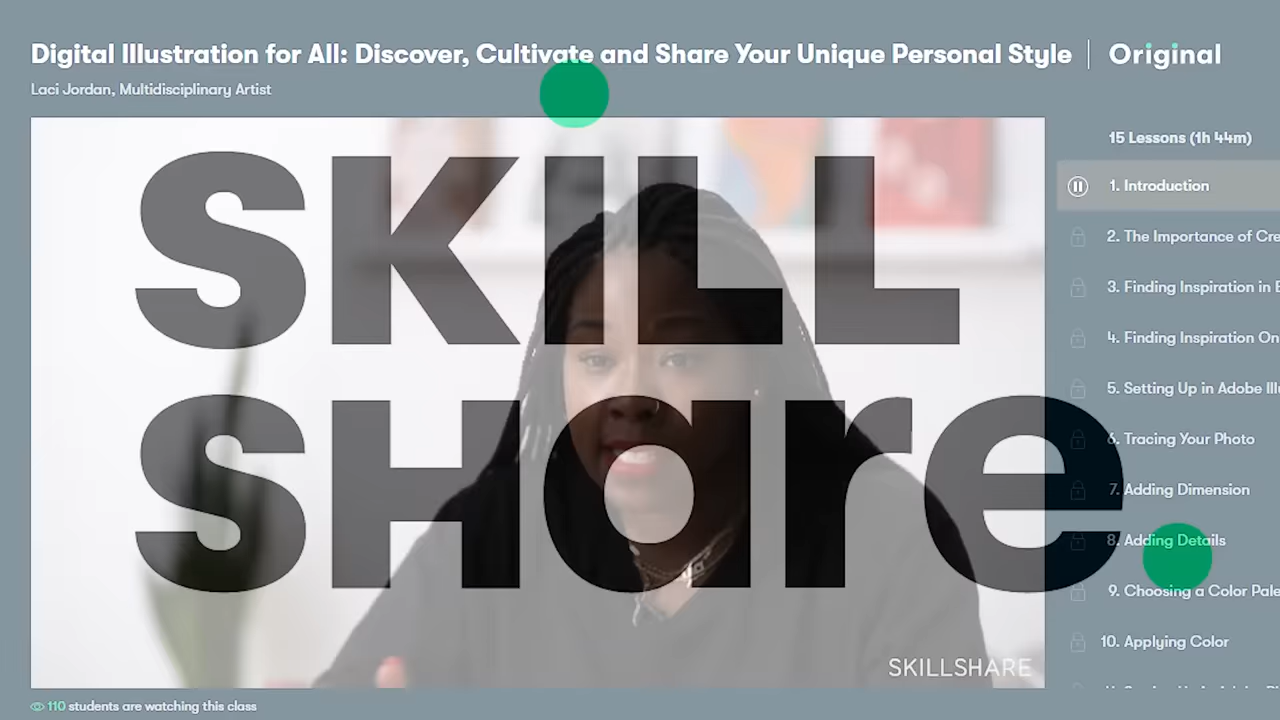 Digital Illustration for All: Discover, Cultivate and Share Your Unique Personal Style | Original
Laci Jordan, Multidisciplinary Artist
SKILL
SHare
SKILLSHARE
110 students are watching this class
15 Lessons (1h 44m)
1. Introduction
2. The Importance of Cre
3. Finding Inspiration in E
4. Finding Inspiration On
5. Setting Up in Adobe Illu
6. Tracing Your Photo
7. Adding Dimension
8. Adding Details
9. Choosing a Color Pale
10. Applying Color